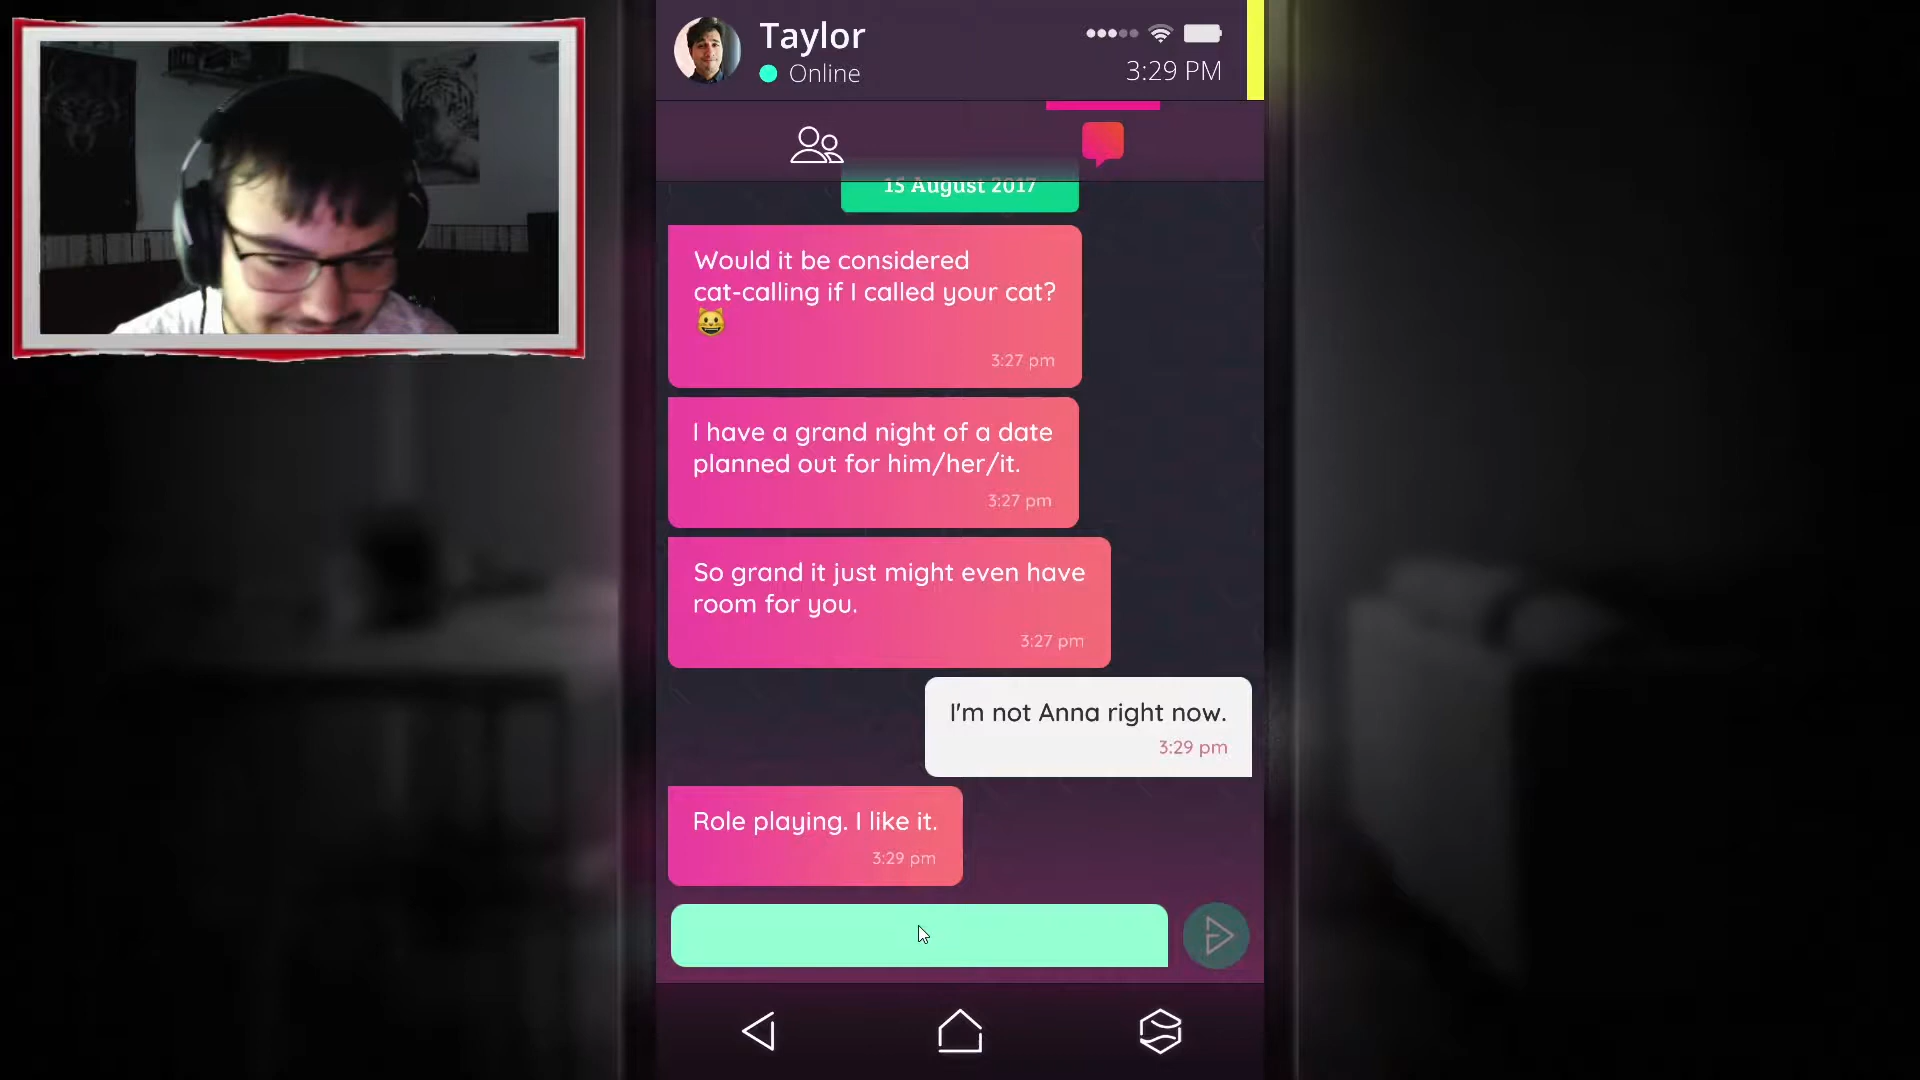 Taylor
Online
3:29 PM
15 August 2017
Would it be considered
cat-calling if I called your cat?
😺
3:27 pm
I have a grand night of a date
planned out for him/her/it.
3:27 pm
So grand it just might even have
room for you.
3:27 pm
I'm not Anna right now.
3:29 pm
Role playing. I like it.
3:29 pm